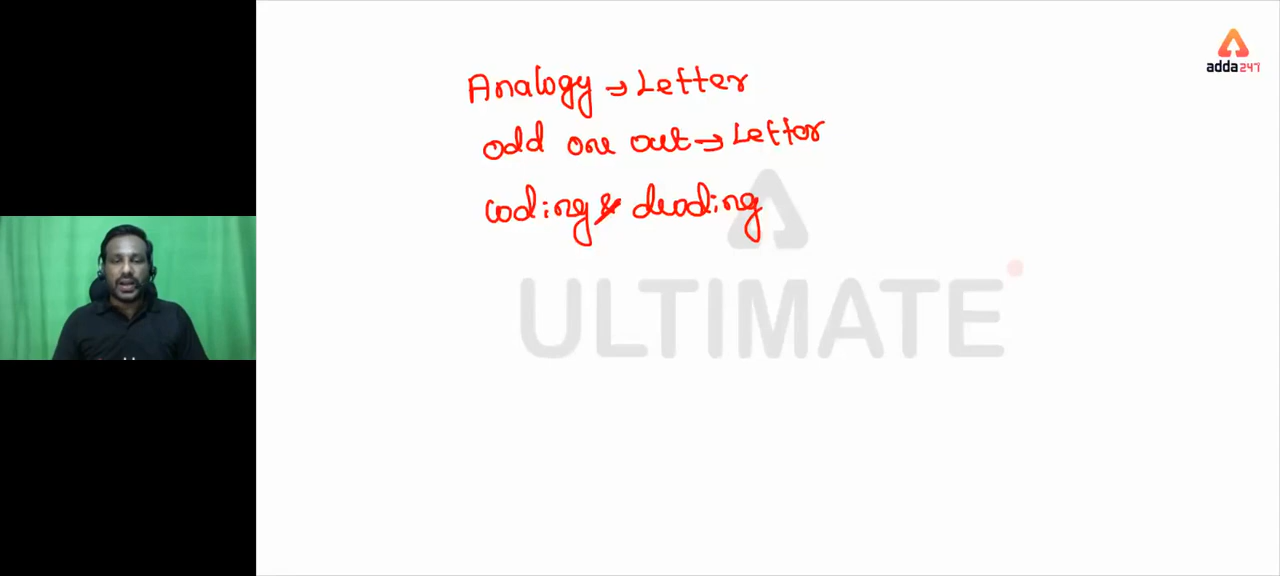 Analogy → Letter
odd one out → Letter
coding & decoding
ULTIMATE
adda247